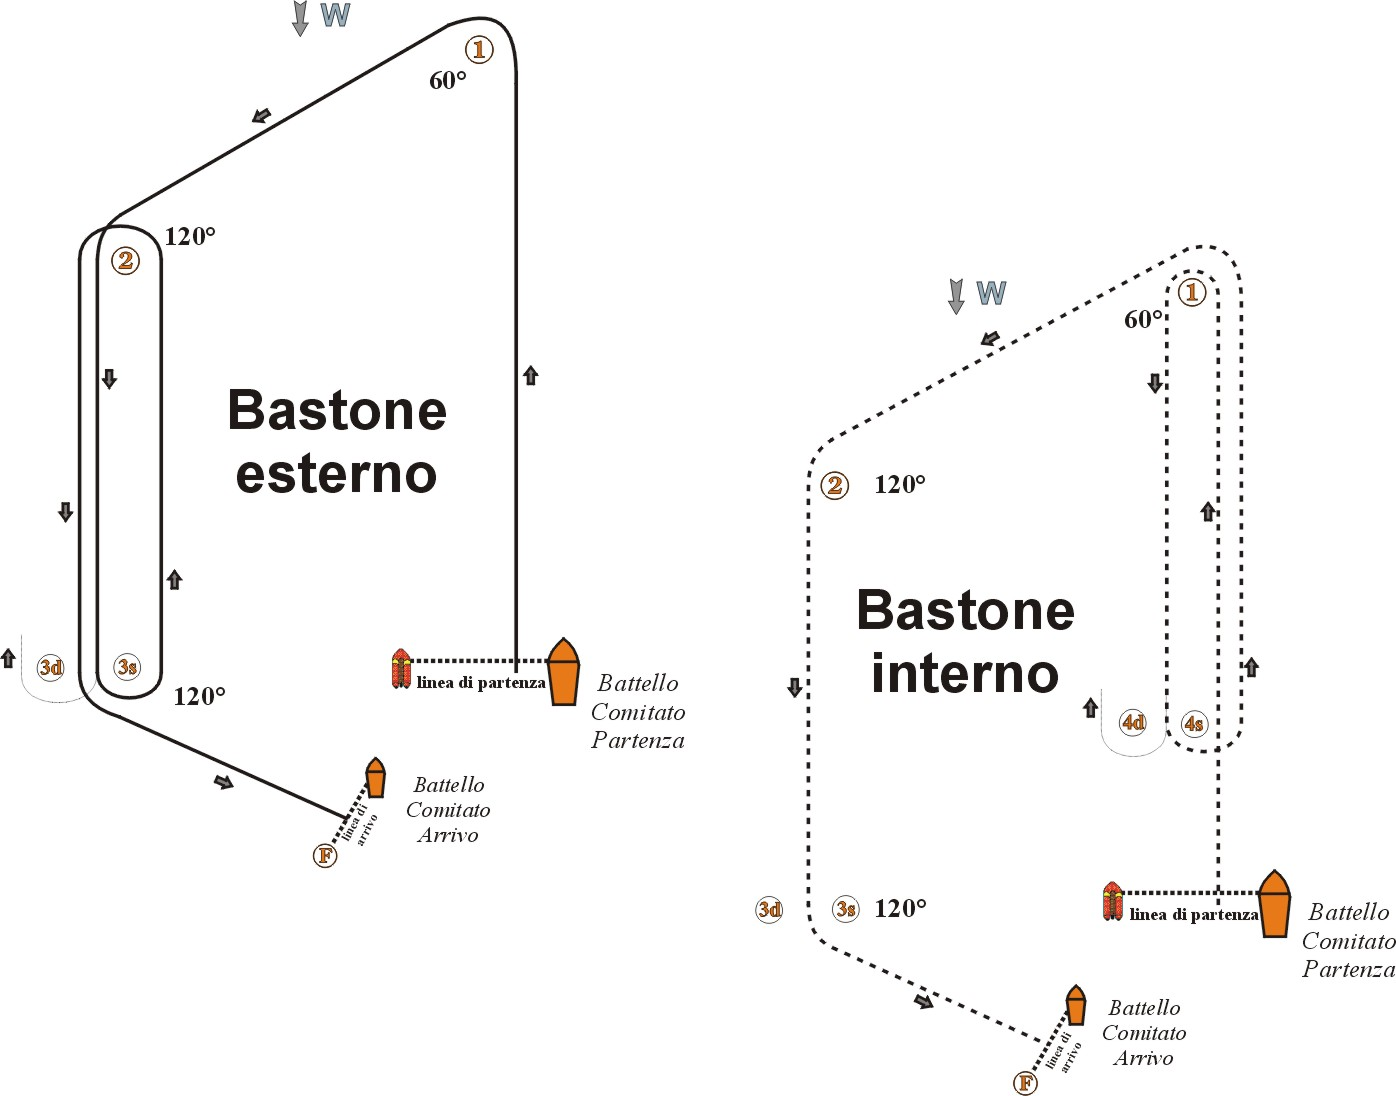 W
1
60°
120°
2
Bastone
esterno
3d
3s
120°
linea di partenza
Battello
Comitato
Partenza
Battello
Comitato
Arrivo
linea di
arrivo
F
W
1
60°
2
120°
Bastone
interno
4d
4s
3d
3s
120°
linea di partenza
Battello
Comitato
Partenza
Battello
Comitato
Arrivo
linea di
arrivo
F